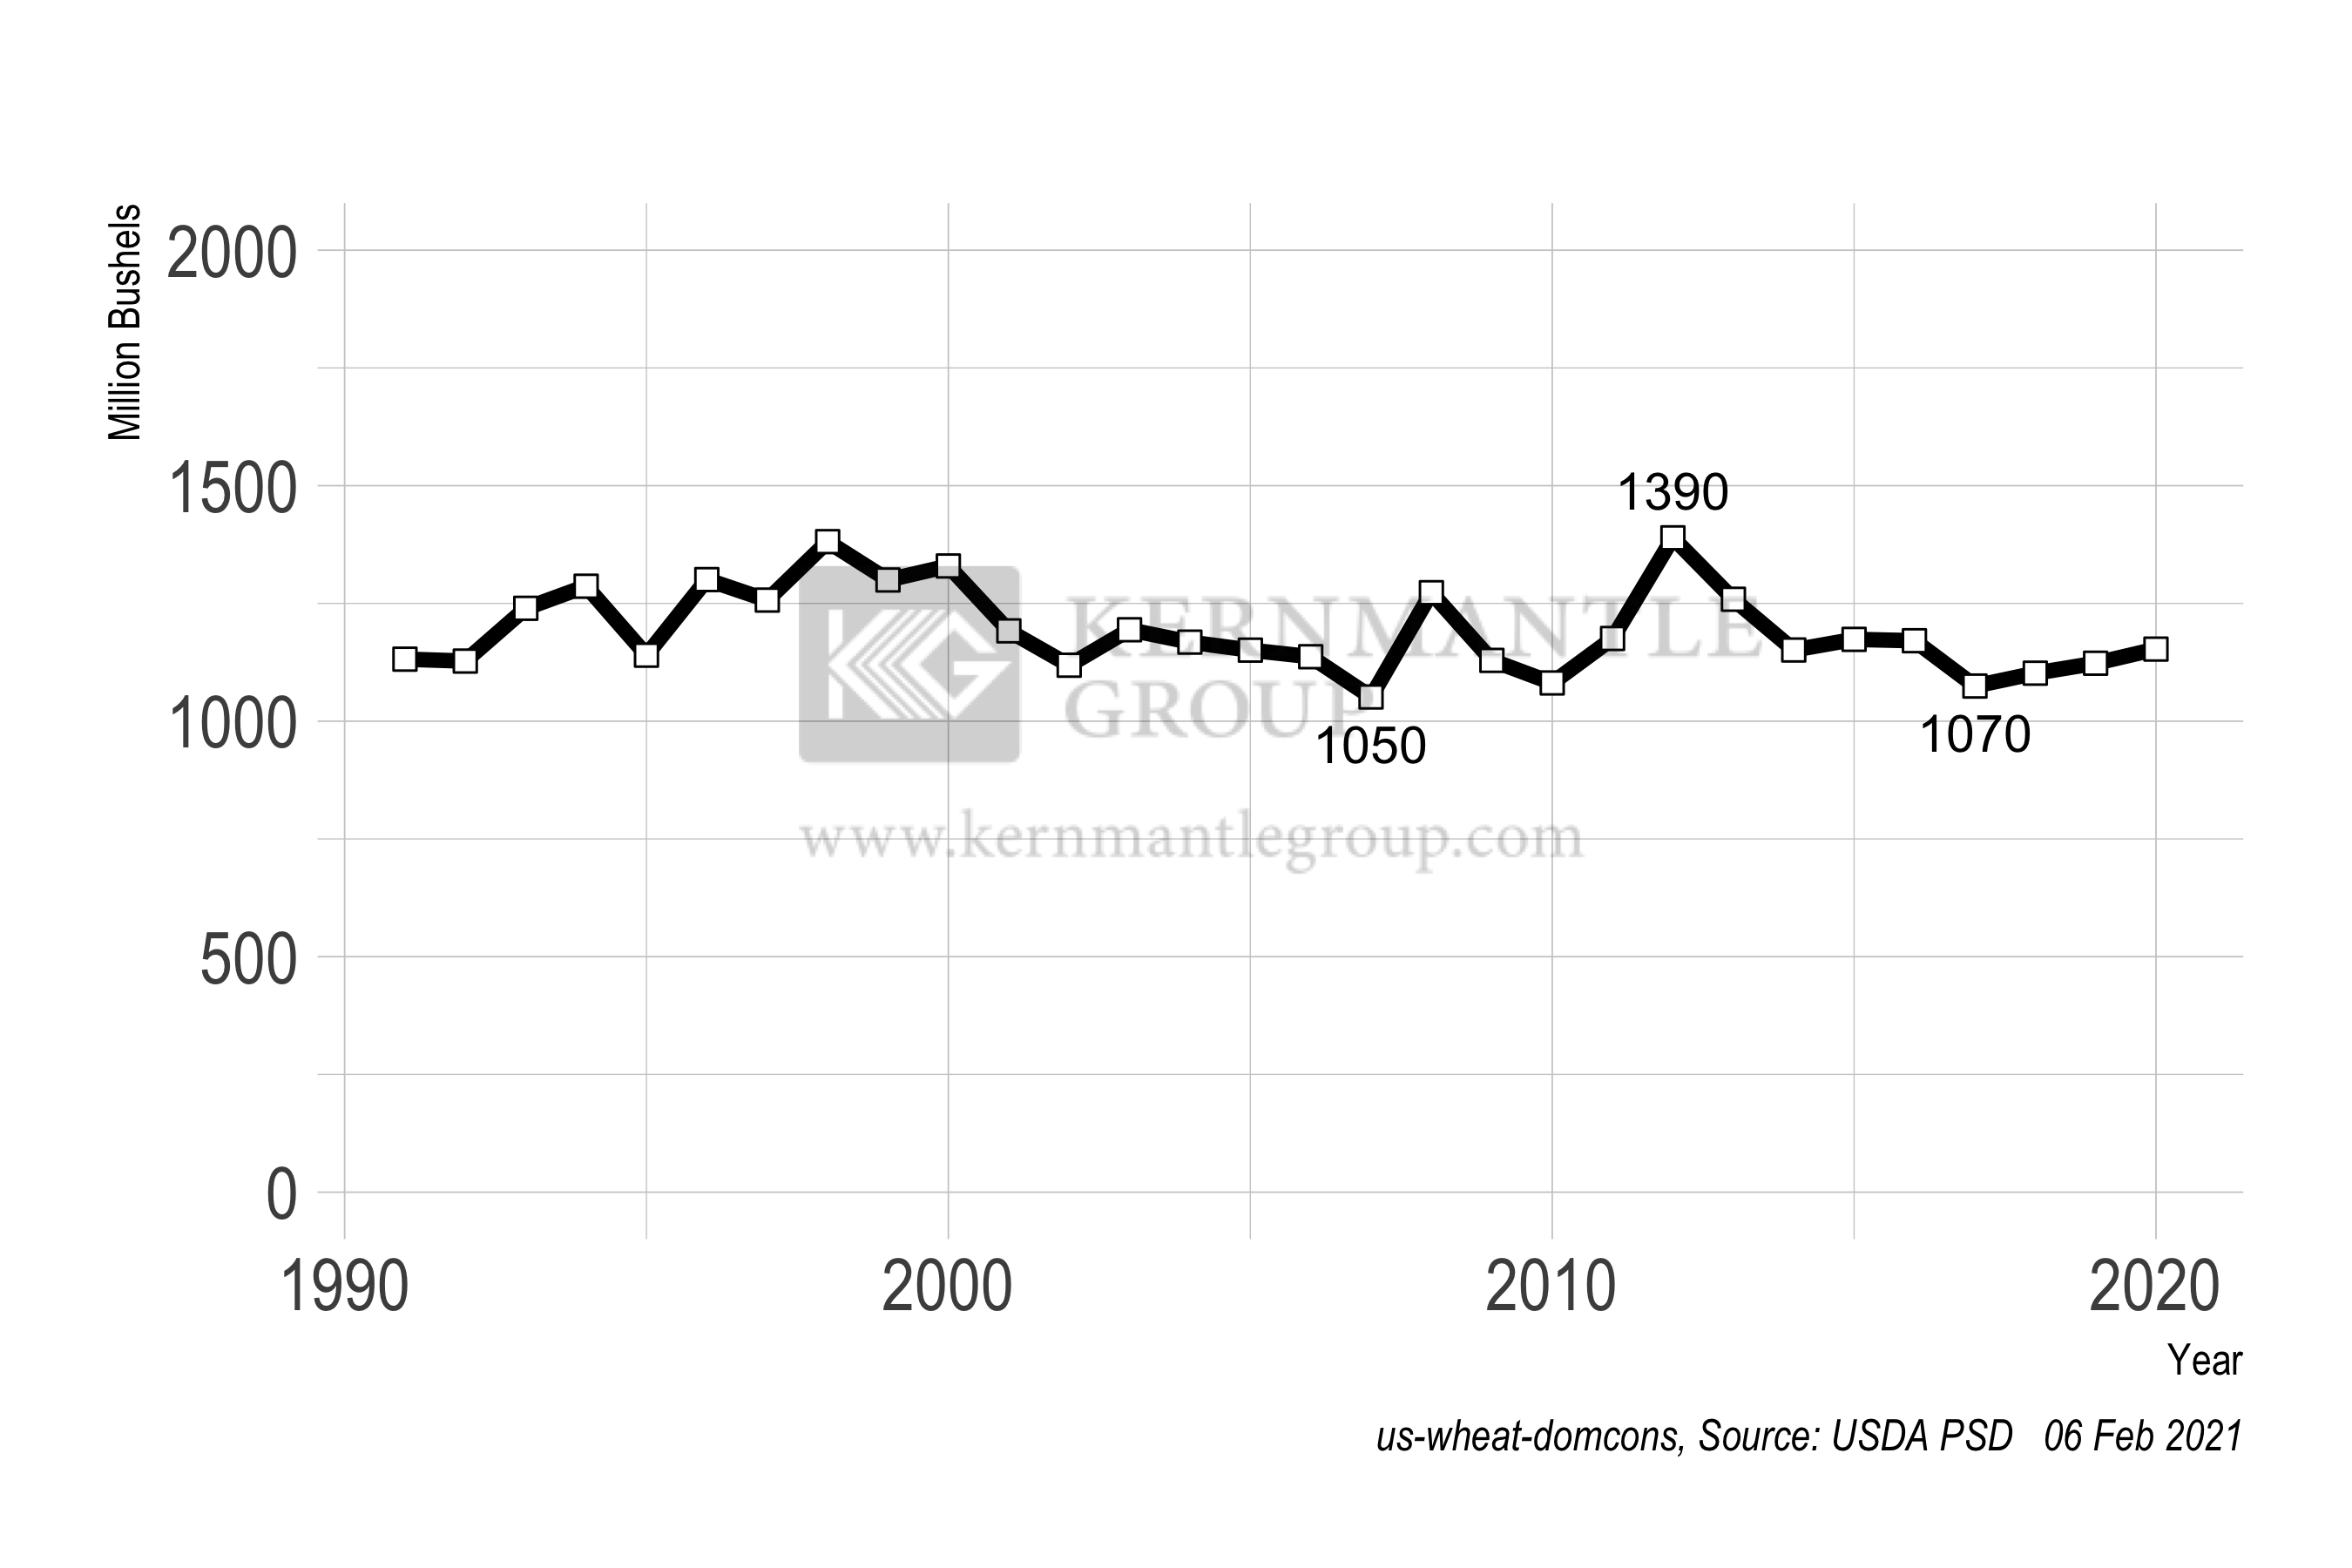 Million Bushels
2000
1500
1000
500
0
1390
1050
1070
KERNMANTLE
GROUP
www.kernmantlegroup.com
1990 2000 2010 2020
Year
us-wheat-domcons, Source: USDA PSD 06 Feb 2021